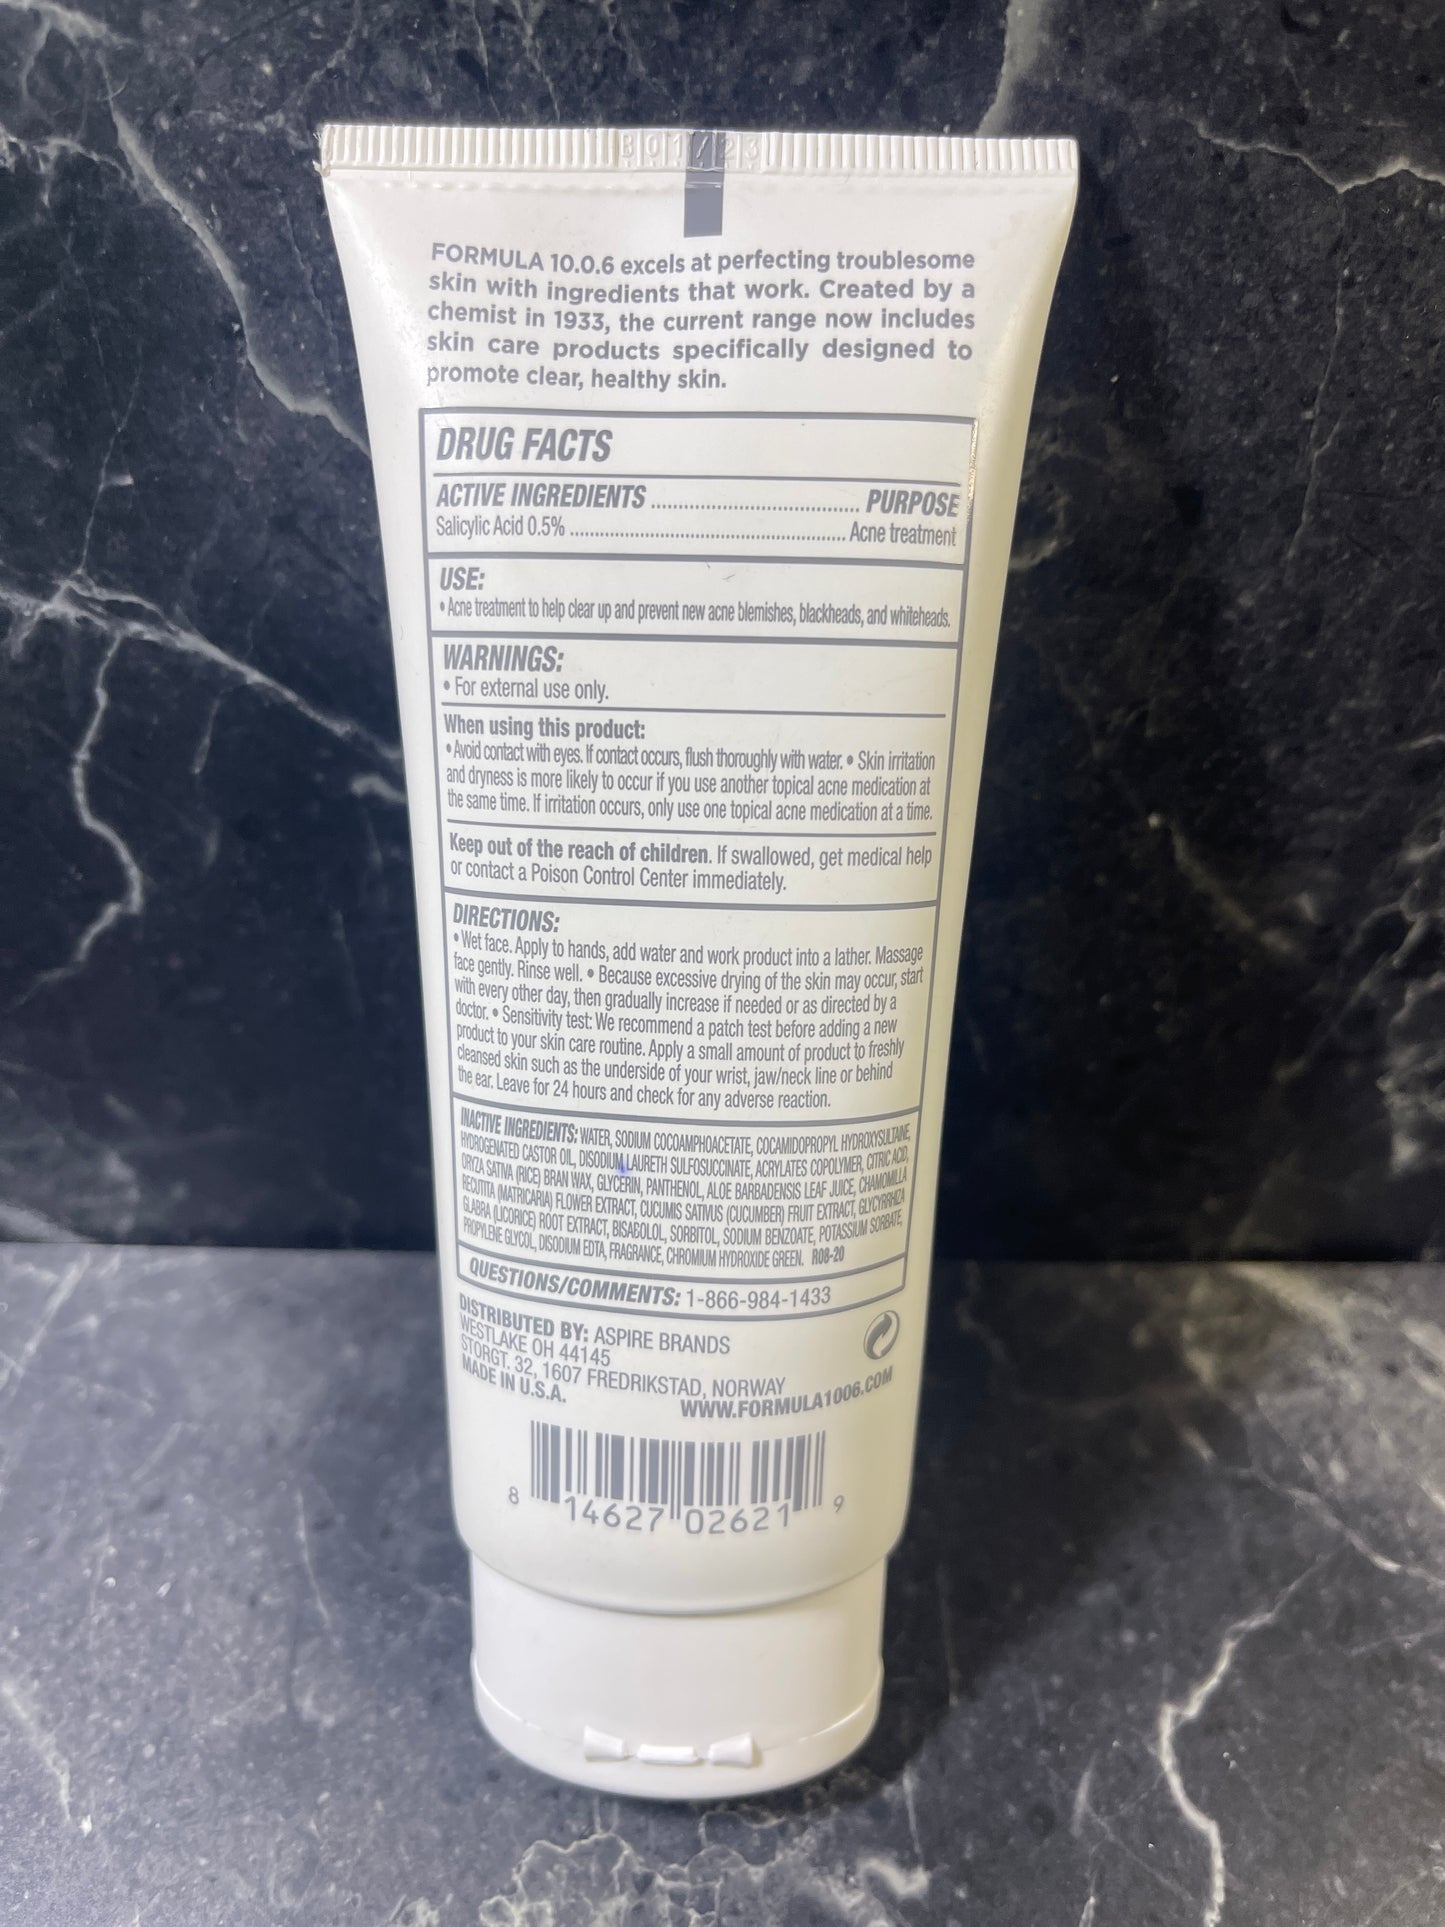 301/23
FORMULA 10.0.6 excels at perfecting troublesome
skin with ingredients that work. Created by a
chemist in 1933, the current range now includes
skin care products specifically designed to
promote clear, healthy skin.
DRUG FACTS
ACTIVE INGREDIENTS .................................... PURPOSE
Salicylic Acid 0.5% .................................................. Acne treatment
USE:
• Acne treatment to help clear up and prevent new acne blemishes, blackheads, and whiteheads.
WARNINGS:
• For external use only.
When using this product:
• Avoid contact with eyes. If contact occurs, flush thoroughly with water. • Skin irritation
and dryness is more likely to occur if you use another topical acne medication at
the same time. If irritation occurs, only use one topical acne medication at a time.
Keep out of the reach of children. If swallowed, get medical help
or contact a Poison Control Center immediately.
DIRECTIONS:
• Wet face. Apply to hands, add water and work product into a lather. Massage
face gently. Rinse well. • Because excessive drying of the skin may occur, start
with every other day, then gradually increase if needed or as directed by a
doctor. • Sensitivity test: We recommend a patch test before adding a new
product to your skin care routine. Apply a small amount of product to freshly
cleansed skin such as the underside of your wrist, jaw/neck line or behind
the ear. Leave for 24 hours and check for any adverse reaction.
INACTIVE INGREDIENTS: WATER, SODIUM COCOAMPHOACETATE, COCAMIDOPROPYL HYDROXYSULTAINE,
HYDROGENATED CASTOR OIL, DISODIUM LAURETH SULFOSUCCINATE, ACRYLATES COPOLYMER, CITRIC ACID,
ORYZA SATIVA (RICE) BRAN WAX, GLYCERIN, PANTHENOL, ALOE BARBADENSIS LEAF JUICE, CHAMOMILLA
RECUTITA (MATRICARIA) FLOWER EXTRACT, CUCUMIS SATIVUS (CUCUMBER) FRUIT EXTRACT, GLYCYRRHIZA
GLABRA (LICORICE) ROOT EXTRACT, BISABOLOL, SORBITOL, SODIUM BENZOATE, POTASSIUM SORBATE,
PROPYLENE GLYCOL, DISODIUM EDTA, FRAGRANCE, CHROMIUM HYDROXIDE GREEN. R08-20
QUESTIONS/COMMENTS: 1-866-984-1433
DISTRIBUTED BY: ASPIRE BRANDS
WESTLAKE OH 44145
STORGT. 32, 1607 FREDRIKSTAD, NORWAY
MADE IN U.S.A.
WWW.FORMULA1006.COM
8 14627 02621 9